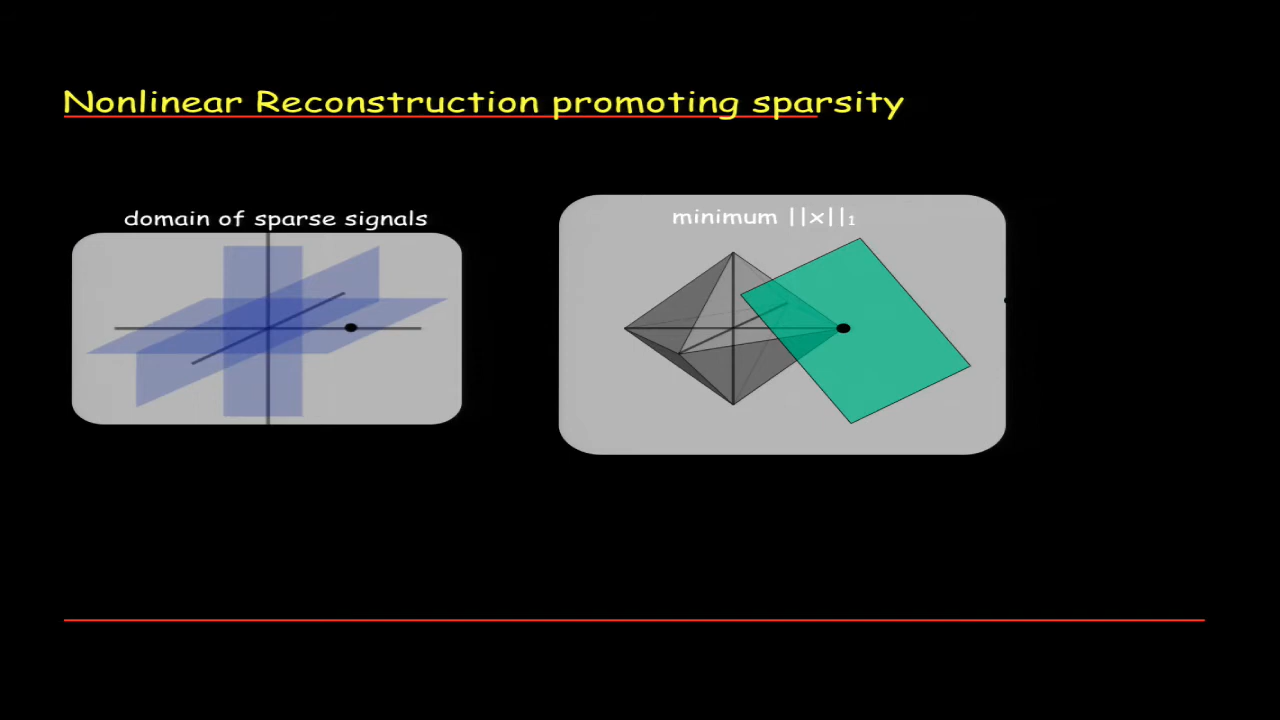 Nonlinear Reconstruction promoting sparsity
domain of sparse signals
minimum ||x||₁